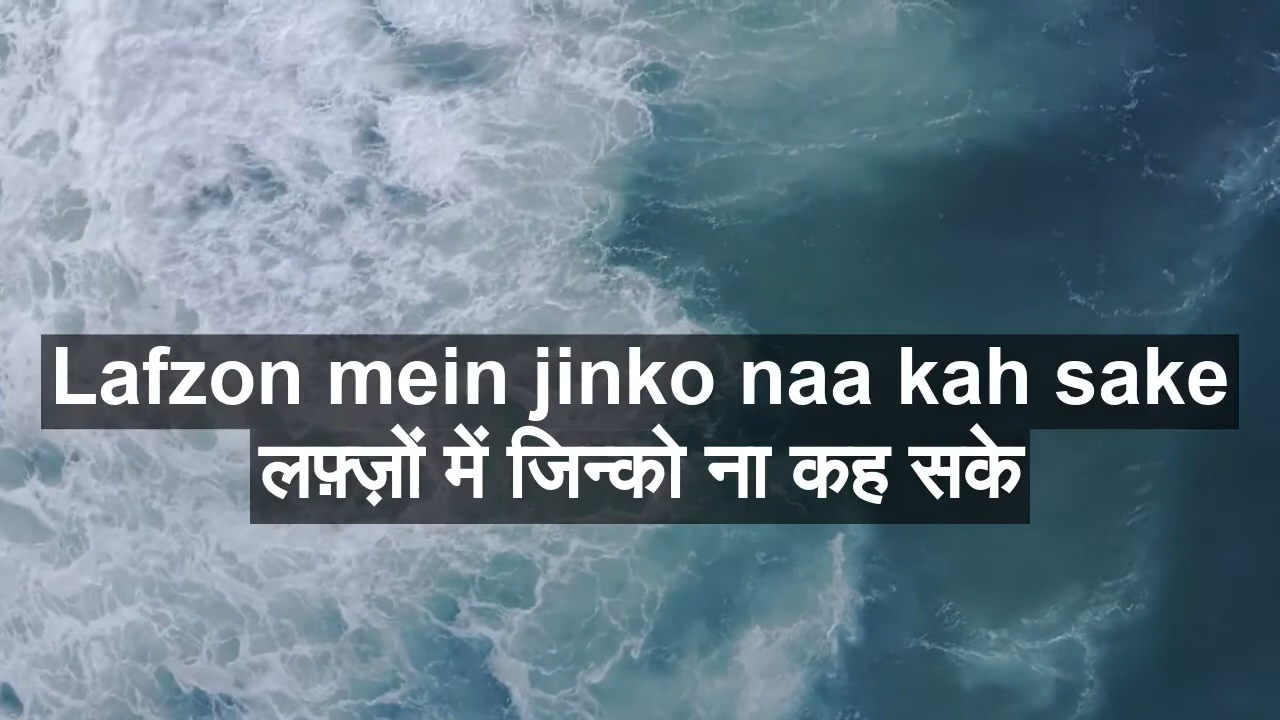 Lafzon mein jinko naa kah sake
लफ़्ज़ों में जिन्को ना कह सके